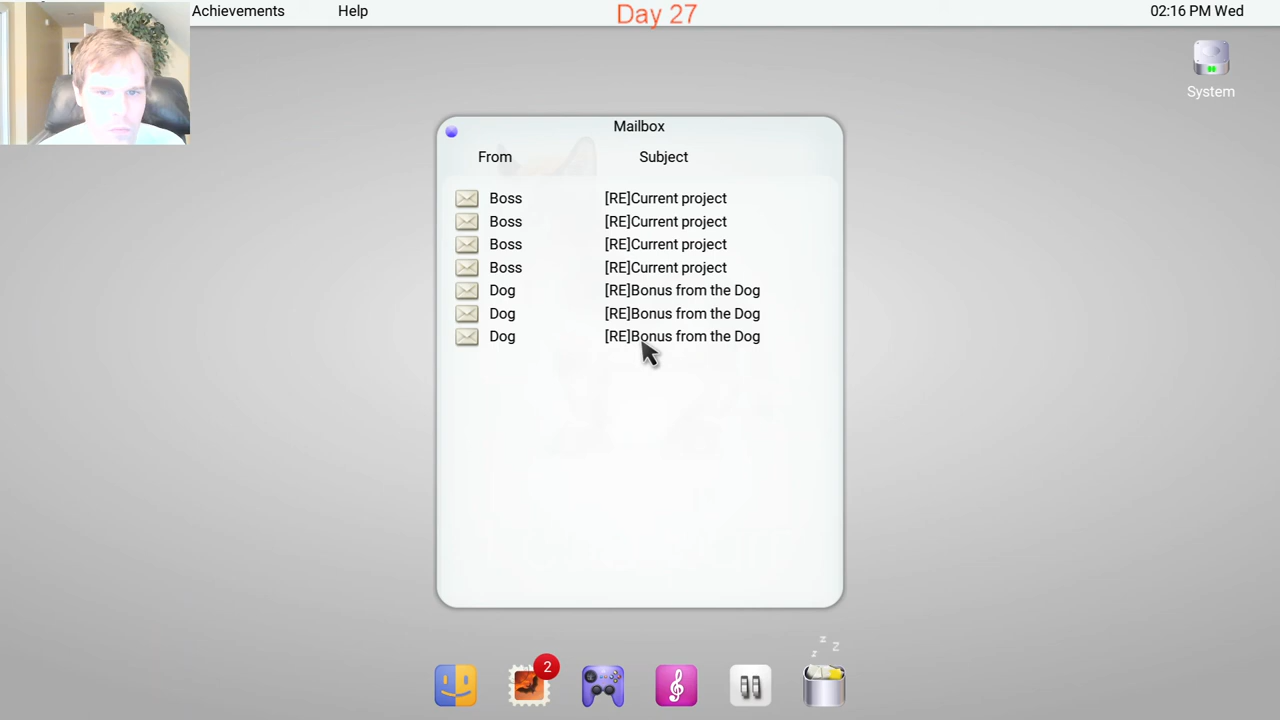 Achievements Help Day 27 02:16 PM Wed
System
Mailbox
From Subject
Boss [RE]Current project
Boss [RE]Current project
Boss [RE]Current project
Boss [RE]Current project
Dog [RE]Bonus from the Dog
Dog [RE]Bonus from the Dog
Dog [RE]Bonus from the Dog
z z
z
2